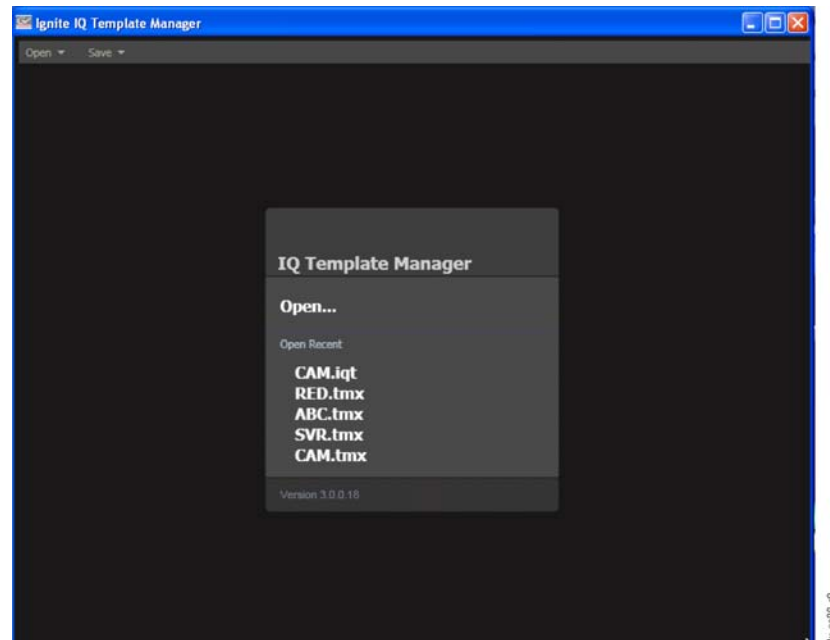 Ignite IQ Template Manager
Open Save
IQ Template Manager
Open...
Open Recent
CAM.iqt
RED.tmx
ABC.tmx
SVR.tmx
CAM.tmx
Version 3.0.0.18